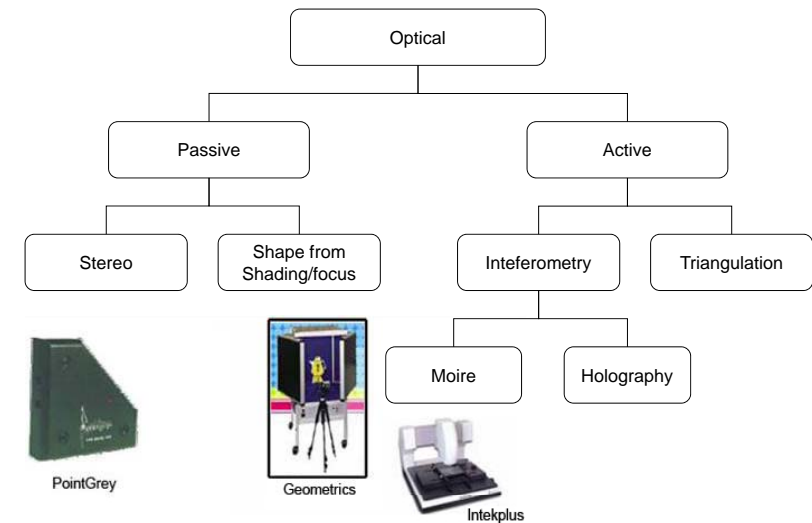 Optical
Passive
Active
Stereo
Shape from
Shading/focus
Inteferometry
Triangulation
Moire
Holography
PointGrey
Geometrics
Intekplus